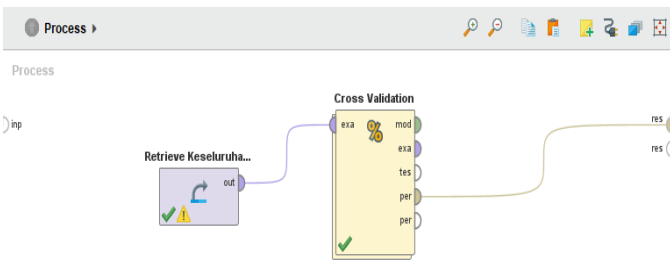 Process
Process
inp
Cross Validation
exa
mod
exa
tes
per
per
Retrieve Keseluruha...
out
res
res